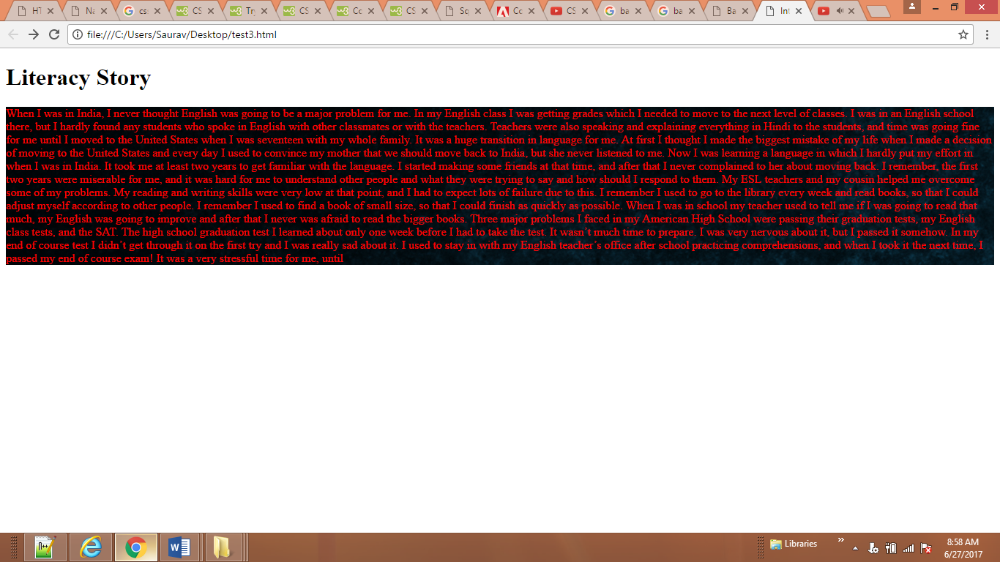 HT
Na
cs
CS
Try
CS
Co
CS
Sq
Co
CS
ba
ba
Ba
Int
file:///C:/Users/Saurav/Desktop/test3.html
Literacy Story
When I was in India, I never thought English was going to be a major problem for me. In my English class I was getting grades which I needed to move to the next level of classes. I was in an English school
there, but I hardly found any students who spoke in English with other classmates or with the teachers. Teachers were also speaking and explaining everything in Hindi to the students, and time was going fine
for me until I moved to the United States when I was seventeen with my whole family. It was a huge transition in language for me. At first I thought I made the biggest mistake of my life when I made a decision
of moving to the United States and every day I used to convince my mother that we should move back to India, but she never listened to me. Now I was learning a language in which I hardly put my effort in
when I was in India. It took me at least two years to get familiar with the language. I started making some friends at that time, and after that I never complained to her about moving back. I remember, the first
two years were miserable for me, and it was hard for me to understand other people and what they were trying to say and how should I respond to them. My ESL teachers and my cousin helped me overcome
some of my problems. My reading and writing skills were very low at that point, and I had to expect lots of failure due to this. I remember I used to go to the library every week and read books, so that I could
adjust myself according to other people. I remember I used to find a book of small size, so that I could finish as quickly as possible. When I was in school my teacher used to tell me if I was going to read that
much, my English was going to improve and after that I never was afraid to read the bigger books. Three major problems I faced in my American High School were passing their graduation tests, my English
class tests, and the SAT. The high school graduation test I learned about only one week before I had to take the test. It wasn’t much time to prepare. I was very nervous about it, but I passed it somehow. In my
end of course test I didn’t get through it on the first try and I was really sad about it. I used to stay in with my English teacher’s office after school practicing comprehensions, and when I took it the next time, I
passed my end of course exam! It was a very stressful time for me, until
Libraries
8:58 AM
6/27/2017